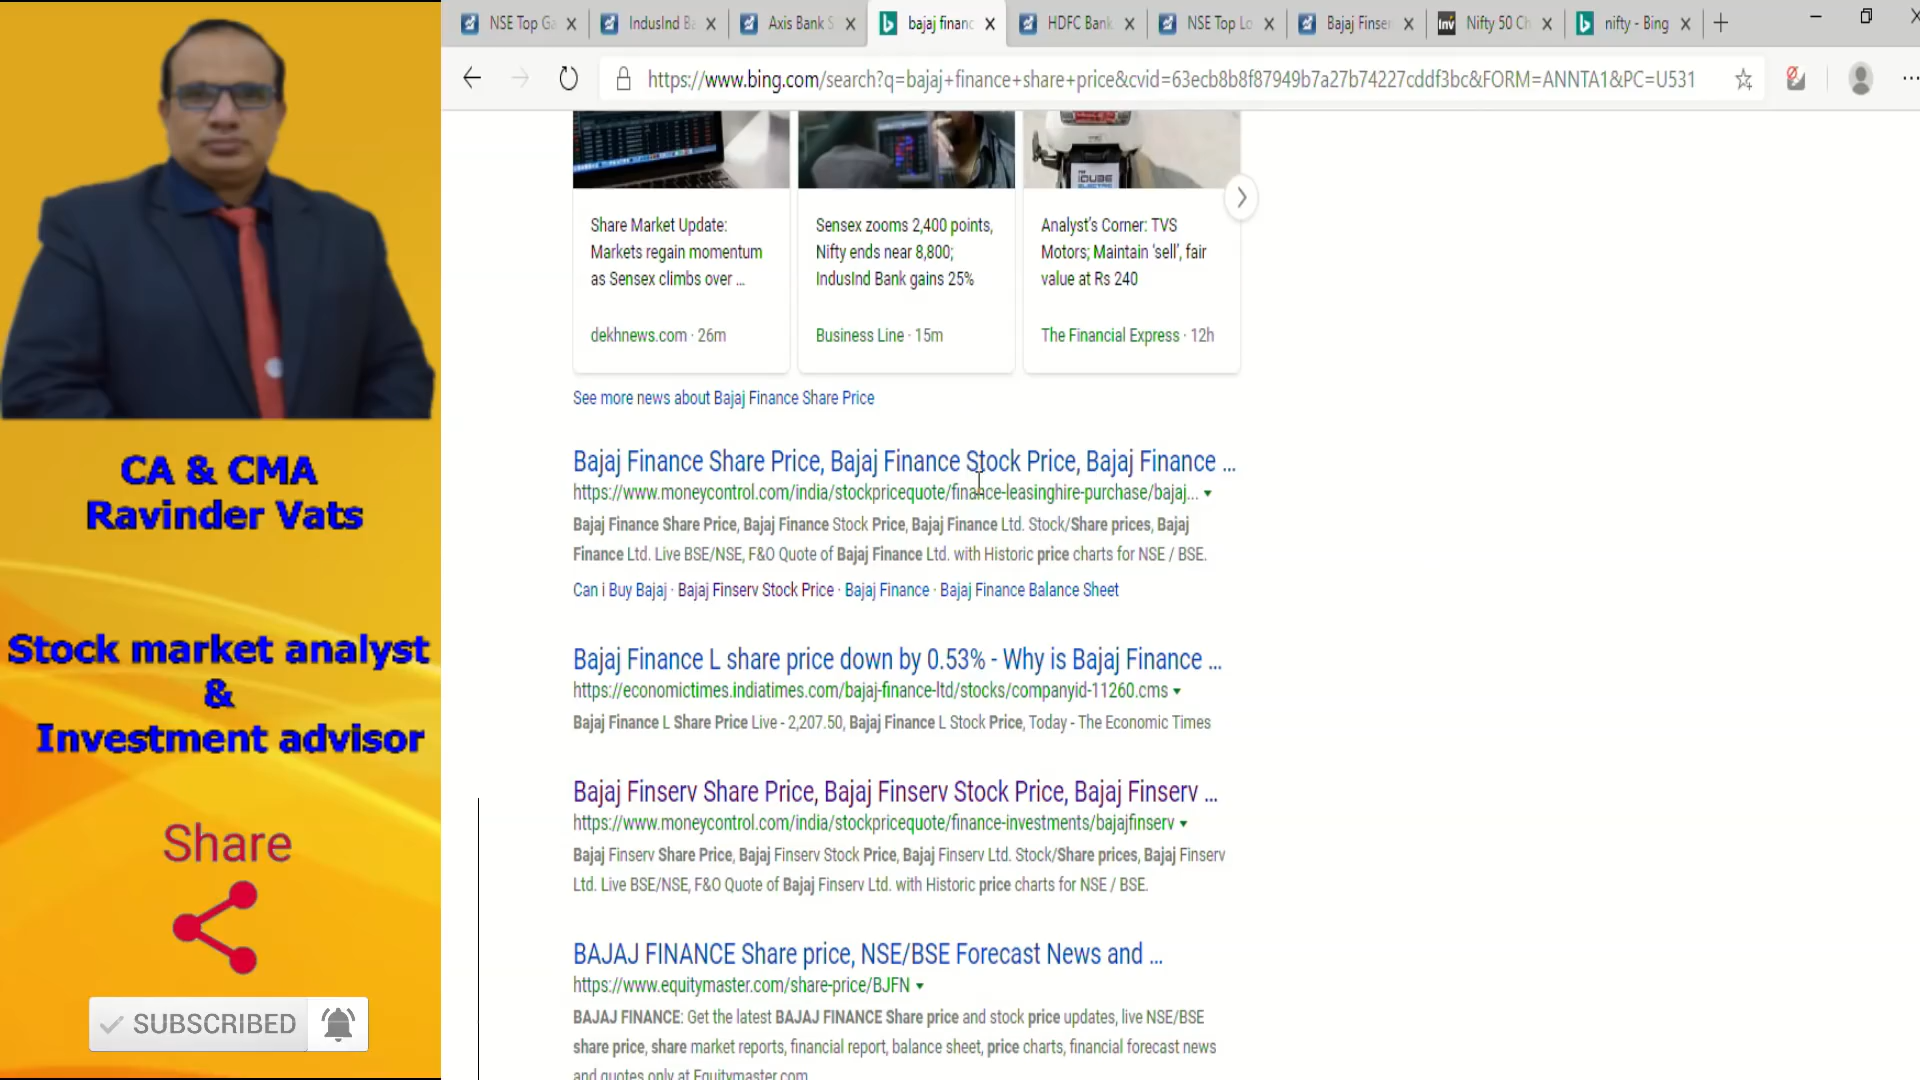 CA & CMA
Ravinder Vats
Stock market analyst
&
Investment advisor
Share
SUBSCRIBED
NSE Top Ga
IndusInd Ba
Axis Bank S
bajaj financ
HDFC Bank
NSE Top Lo
Bajaj Finser
Nifty 50 Ch
nifty - Bing
https://www.bing.com/search?q=bajaj+finance+share+price&cvid=63ecb8b8f87949b7a27b74227cddf3bc&FORM=ANNTA1&PC=U531
Share Market Update:
Markets regain momentum
as Sensex climbs over ...
dekhnews.com · 26m
Sensex zooms 2,400 points,
Nifty ends near 8,800;
IndusInd Bank gains 25%
Business Line · 15m
iQUBE
Analyst's Corner: TVS
Motors; Maintain 'sell', fair
value at Rs 240
The Financial Express · 12h
See more news about Bajaj Finance Share Price
Bajaj Finance Share Price, Bajaj Finance Stock Price, Bajaj Finance ...
https://www.moneycontrol.com/india/stockpricequote/finance-leasinghire-purchase/bajaj...
Bajaj Finance Share Price, Bajaj Finance Stock Price, Bajaj Finance Ltd. Stock/Share prices, Bajaj
Finance Ltd. Live BSE/NSE, F&O Quote of Bajaj Finance Ltd. with Historic price charts for NSE / BSE.
Can i Buy Bajaj · Bajaj Finserv Stock Price · Bajaj Finance · Bajaj Finance Balance Sheet
Bajaj Finance L share price down by 0.53% - Why is Bajaj Finance ...
https://economictimes.indiatimes.com/bajaj-finance-ltd/stocks/companyid-11260.cms
Bajaj Finance L Share Price Live - 2,207.50, Bajaj Finance L Stock Price, Today - The Economic Times
Bajaj Finserv Share Price, Bajaj Finserv Stock Price, Bajaj Finserv ...
https://www.moneycontrol.com/india/stockpricequote/finance-investments/bajajfinserv
Bajaj Finserv Share Price, Bajaj Finserv Stock Price, Bajaj Finserv Ltd. Stock/Share prices, Bajaj Finserv
Ltd. Live BSE/NSE, F&O Quote of Bajaj Finserv Ltd. with Historic price charts for NSE / BSE.
BAJAJ FINANCE Share price, NSE/BSE Forecast News and ...
https://www.equitymaster.com/share-price/BJFN
BAJAJ FINANCE: Get the latest BAJAJ FINANCE Share price and stock price updates, live NSE/BSE
share price, share market reports, financial report, balance sheet, price charts, financial forecast news
and quotes only at Equitymaster.com